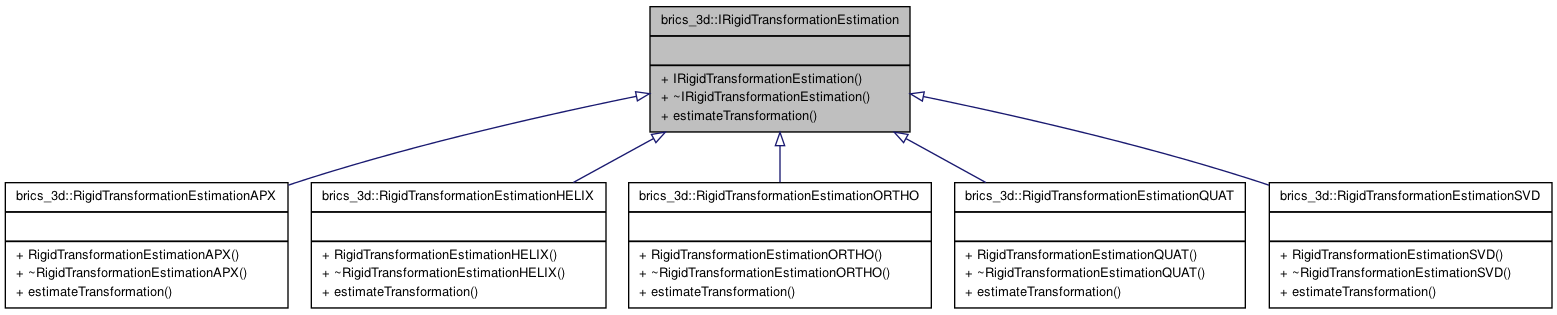 brics_3d::IRigidTransformationEstimation
+ IRigidTransformationEstimation()
+ ~IRigidTransformationEstimation()
+ estimateTransformation()
brics_3d::RigidTransformationEstimationAPX
+ RigidTransformationEstimationAPX()
+ ~RigidTransformationEstimationAPX()
+ estimateTransformation()
brics_3d::RigidTransformationEstimationHELIX
+ RigidTransformationEstimationHELIX()
+ ~RigidTransformationEstimationHELIX()
+ estimateTransformation()
brics_3d::RigidTransformationEstimationORTHO
+ RigidTransformationEstimationORTHO()
+ ~RigidTransformationEstimationORTHO()
+ estimateTransformation()
brics_3d::RigidTransformationEstimationQUAT
+ RigidTransformationEstimationQUAT()
+ ~RigidTransformationEstimationQUAT()
+ estimateTransformation()
brics_3d::RigidTransformationEstimationSVD
+ RigidTransformationEstimationSVD()
+ ~RigidTransformationEstimationSVD()
+ estimateTransformation()